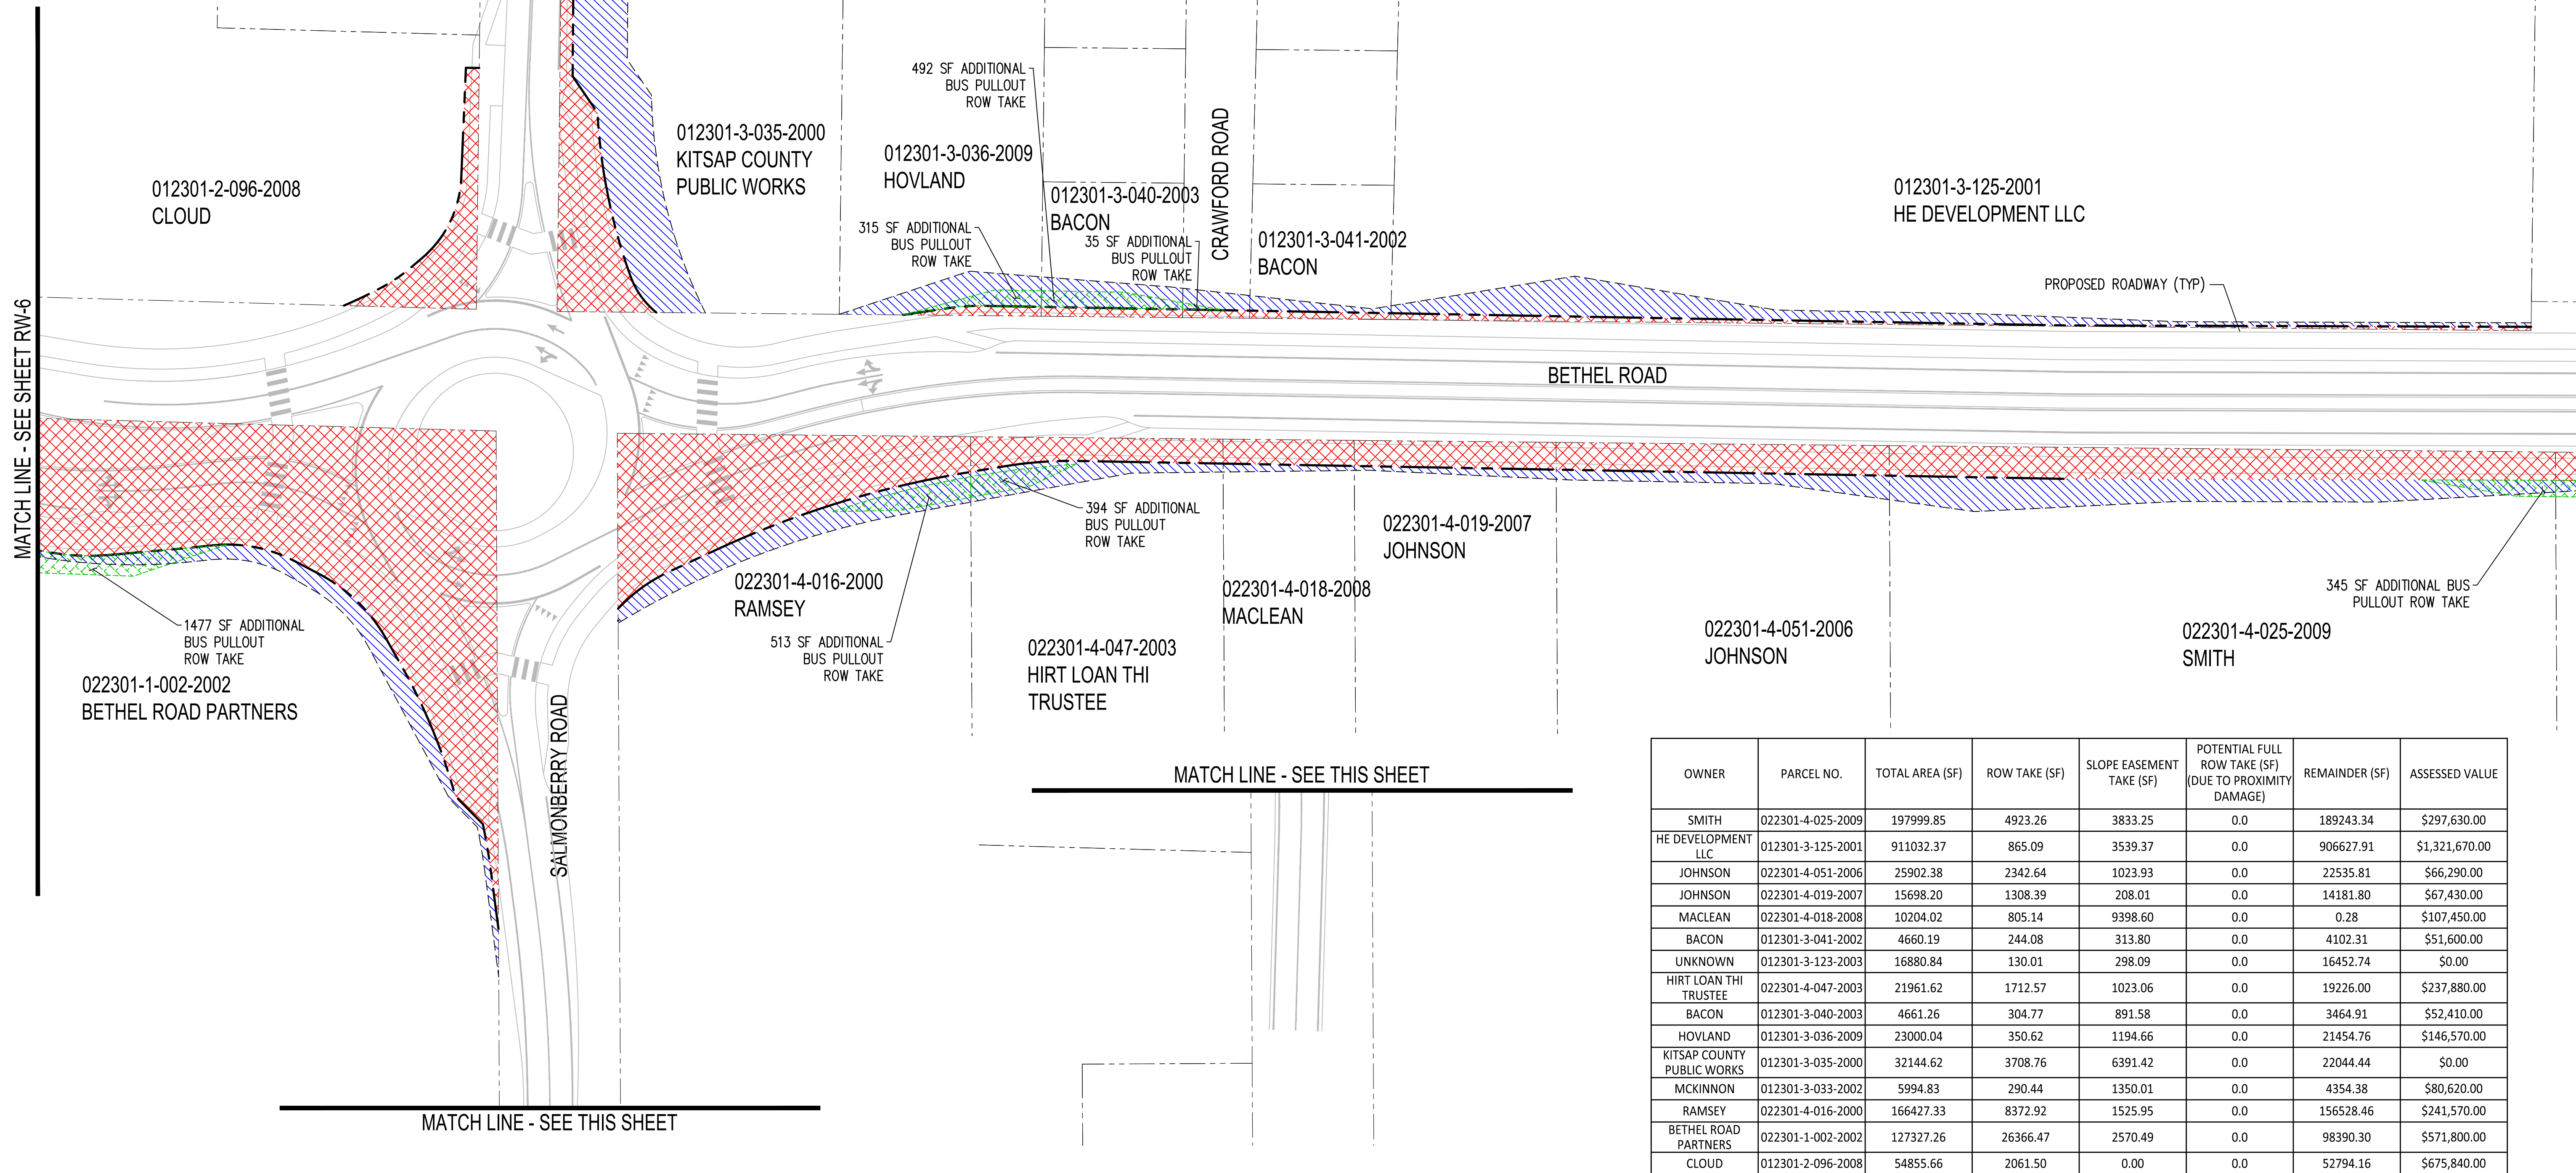 MATCH LINE - SEE SHEET RW-6
012301-2-096-2008
CLOUD
012301-3-035-2000
KITSAP COUNTY
PUBLIC WORKS
492 SF ADDITIONAL
BUS PULLOUT
ROW TAKE
012301-3-036-2009
HOVLAND
315 SF ADDITIONAL
BUS PULLOUT
ROW TAKE
012301-3-040-2003
BACON
35 SF ADDITIONAL
BUS PULLOUT
ROW TAKE
CRAWFORD ROAD
012301-3-041-2002
BACON
012301-3-125-2001
HE DEVELOPMENT LLC
PROPOSED ROADWAY (TYP)
BETHEL ROAD
1477 SF ADDITIONAL
BUS PULLOUT
ROW TAKE
022301-1-002-2002
BETHEL ROAD PARTNERS
SALMONBERRY ROAD
022301-4-016-2000
RAMSEY
513 SF ADDITIONAL
BUS PULLOUT
ROW TAKE
394 SF ADDITIONAL
BUS PULLOUT
ROW TAKE
022301-4-047-2003
HIRT LOAN THI
TRUSTEE
022301-4-018-2008
MACLEAN
022301-4-019-2007
JOHNSON
022301-4-051-2006
JOHNSON
345 SF ADDITIONAL BUS
PULLOUT ROW TAKE
022301-4-025-2009
SMITH
MATCH LINE - SEE THIS SHEET
MATCH LINE - SEE THIS SHEET
OWNER PARCEL NO. TOTAL AREA (SF) ROW TAKE (SF) SLOPE EASEMENT TAKE (SF) POTENTIAL FULL ROW TAKE (SF) (DUE TO PROXIMITY DAMAGE) REMAINDER (SF) ASSESSED VALUE
SMITH 022301-4-025-2009 197999.85 4923.26 3833.25 0.0 189243.34 $297,630.00
HE DEVELOPMENT LLC 012301-3-125-2001 911032.37 865.09 3539.37 0.0 906627.91 $1,321,670.00
JOHNSON 022301-4-051-2006 25902.38 2342.64 1023.93 0.0 22535.81 $66,290.00
JOHNSON 022301-4-019-2007 15698.20 1308.39 208.01 0.0 14181.80 $67,430.00
MACLEAN 022301-4-018-2008 10204.02 805.14 9398.60 0.0 0.28 $107,450.00
BACON 012301-3-041-2002 4660.19 244.08 313.80 0.0 4102.31 $51,600.00
UNKNOWN 012301-3-123-2003 16880.84 130.01 298.09 0.0 16452.74 $0.00
HIRT LOAN THI TRUSTEE 022301-4-047-2003 21961.62 1712.57 1023.06 0.0 19226.00 $237,880.00
BACON 012301-3-040-2003 4661.26 304.77 891.58 0.0 3464.91 $52,410.00
HOVLAND 012301-3-036-2009 23000.04 350.62 1194.66 0.0 21454.76 $146,570.00
KITSAP COUNTY PUBLIC WORKS 012301-3-035-2000 32144.62 3708.76 6391.42 0.0 22044.44 $0.00
MCKINNON 012301-3-033-2002 5994.83 290.44 1350.01 0.0 4354.38 $80,620.00
RAMSEY 022301-4-016-2000 166427.33 8372.92 1525.95 0.0 156528.46 $241,570.00
BETHEL ROAD PARTNERS 022301-1-002-2002 127327.26 26366.47 2570.49 0.0 98390.30 $571,800.00
CLOUD 012301-2-096-2008 54855.66 2061.50 0.00 0.0 52794.16 $675,840.00